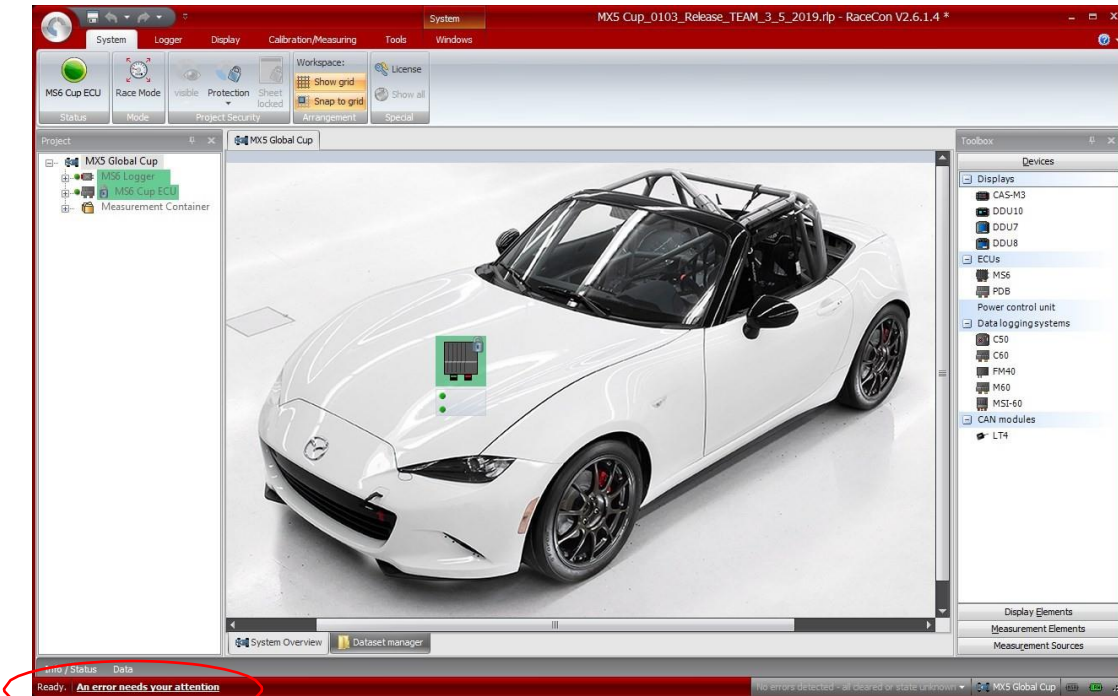 System
MX5 Cup_0103_Release_TEAM_3_5_2019.rlp - RaceCon V2.6.1.4 *
System Logger Display Calibration/Measuring Tools Windows
MS6 Cup ECU
Race Mode
visible
Protection
Sheet
locked
Workspace:
Show grid
Snap to grid
License
Show all
Status
Mode
Project Security
Arrangement
Special
Project
MX5 Global Cup
MS6 Logger
MS6 Cup ECU
Measurement Container
MX5 Global Cup
Toolbox
Devices
Displays
CAS-M3
DDU10
DDU7
DDU8
ECUs
MS6
PDB
Power control unit
Data logging systems
C50
C60
FM40
M60
MSI-60
CAN modules
LT4
Display Elements
Measurement Elements
Measurement Sources
System Overview
Dataset manager
Info / Status Data
Ready. An error needs your attention
No errors detected - all cleared or state unknown
MX5 Global Cup